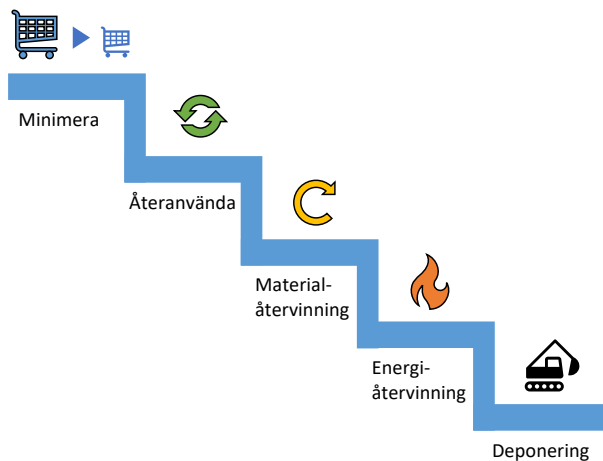 Minimera
Återanvända
Material-
återvinning
Energi-
återvinning
Deponering